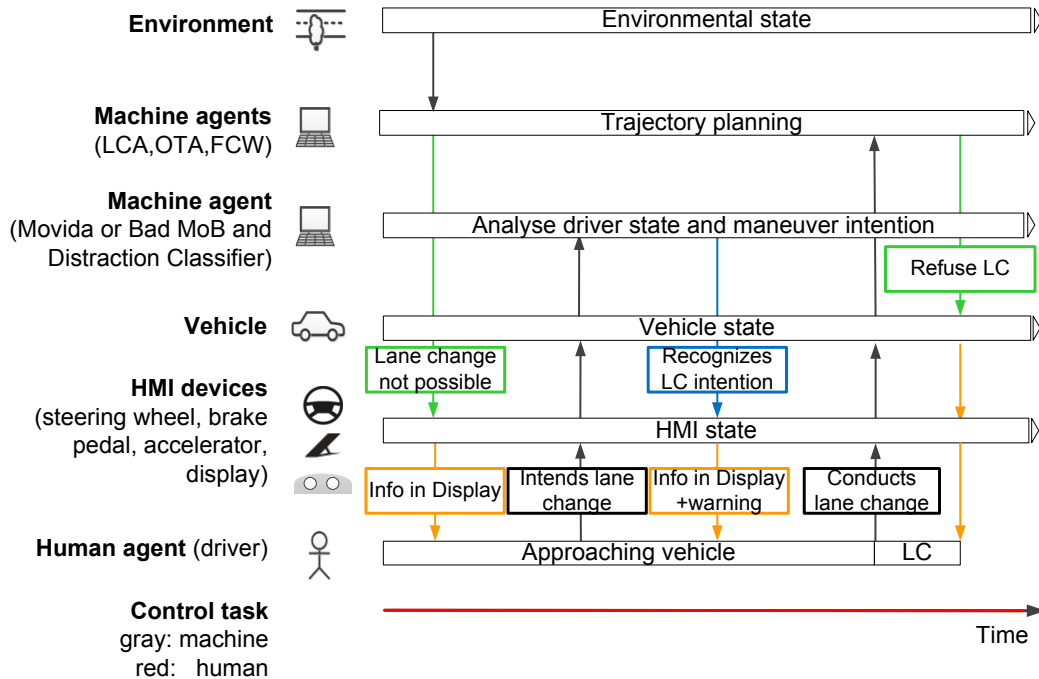 Environment
Environmental state
Machine agents
(LCA,OTA,FCW)
Trajectory planning
Machine agent
(Movida or Bad MoB and
Distraction Classifier)
Analyse driver state and maneuver intention
Refuse LC
Vehicle
Vehicle state
Lane change
not possible
Recognizes
LC intention
HMI devices
(steering wheel, brake
pedal, accelerator,
display)
HMI state
Info in Display
Intends lane
change
Info in Display
+warning
Conducts
lane change
Human agent (driver)
Approaching vehicle
LC
Control task
gray: machine
red: human
Time